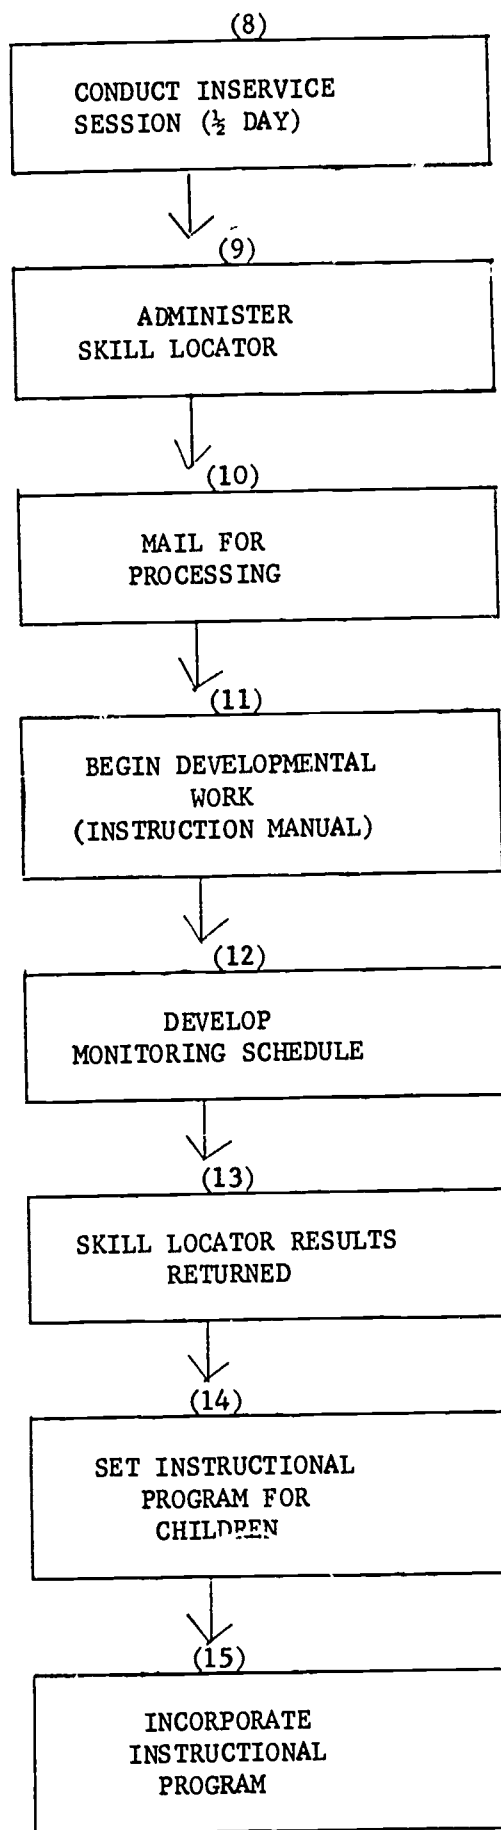 (8)
CONDUCT INSERVICE
SESSION (½ DAY)
(9)
ADMINISTER
SKILL LOCATOR
(10)
MAIL FOR
PROCESSING
(11)
BEGIN DEVELOPMENTAL
WORK
(INSTRUCTION MANUAL)
(12)
DEVELOP
MONITORING SCHEDULE
(13)
SKILL LOCATOR RESULTS
RETURNED
(14)
SET INSTRUCTIONAL
PROGRAM FOR
CHILDREN
(15)
INCORPORATE
INSTRUCTIONAL
PROGRAM